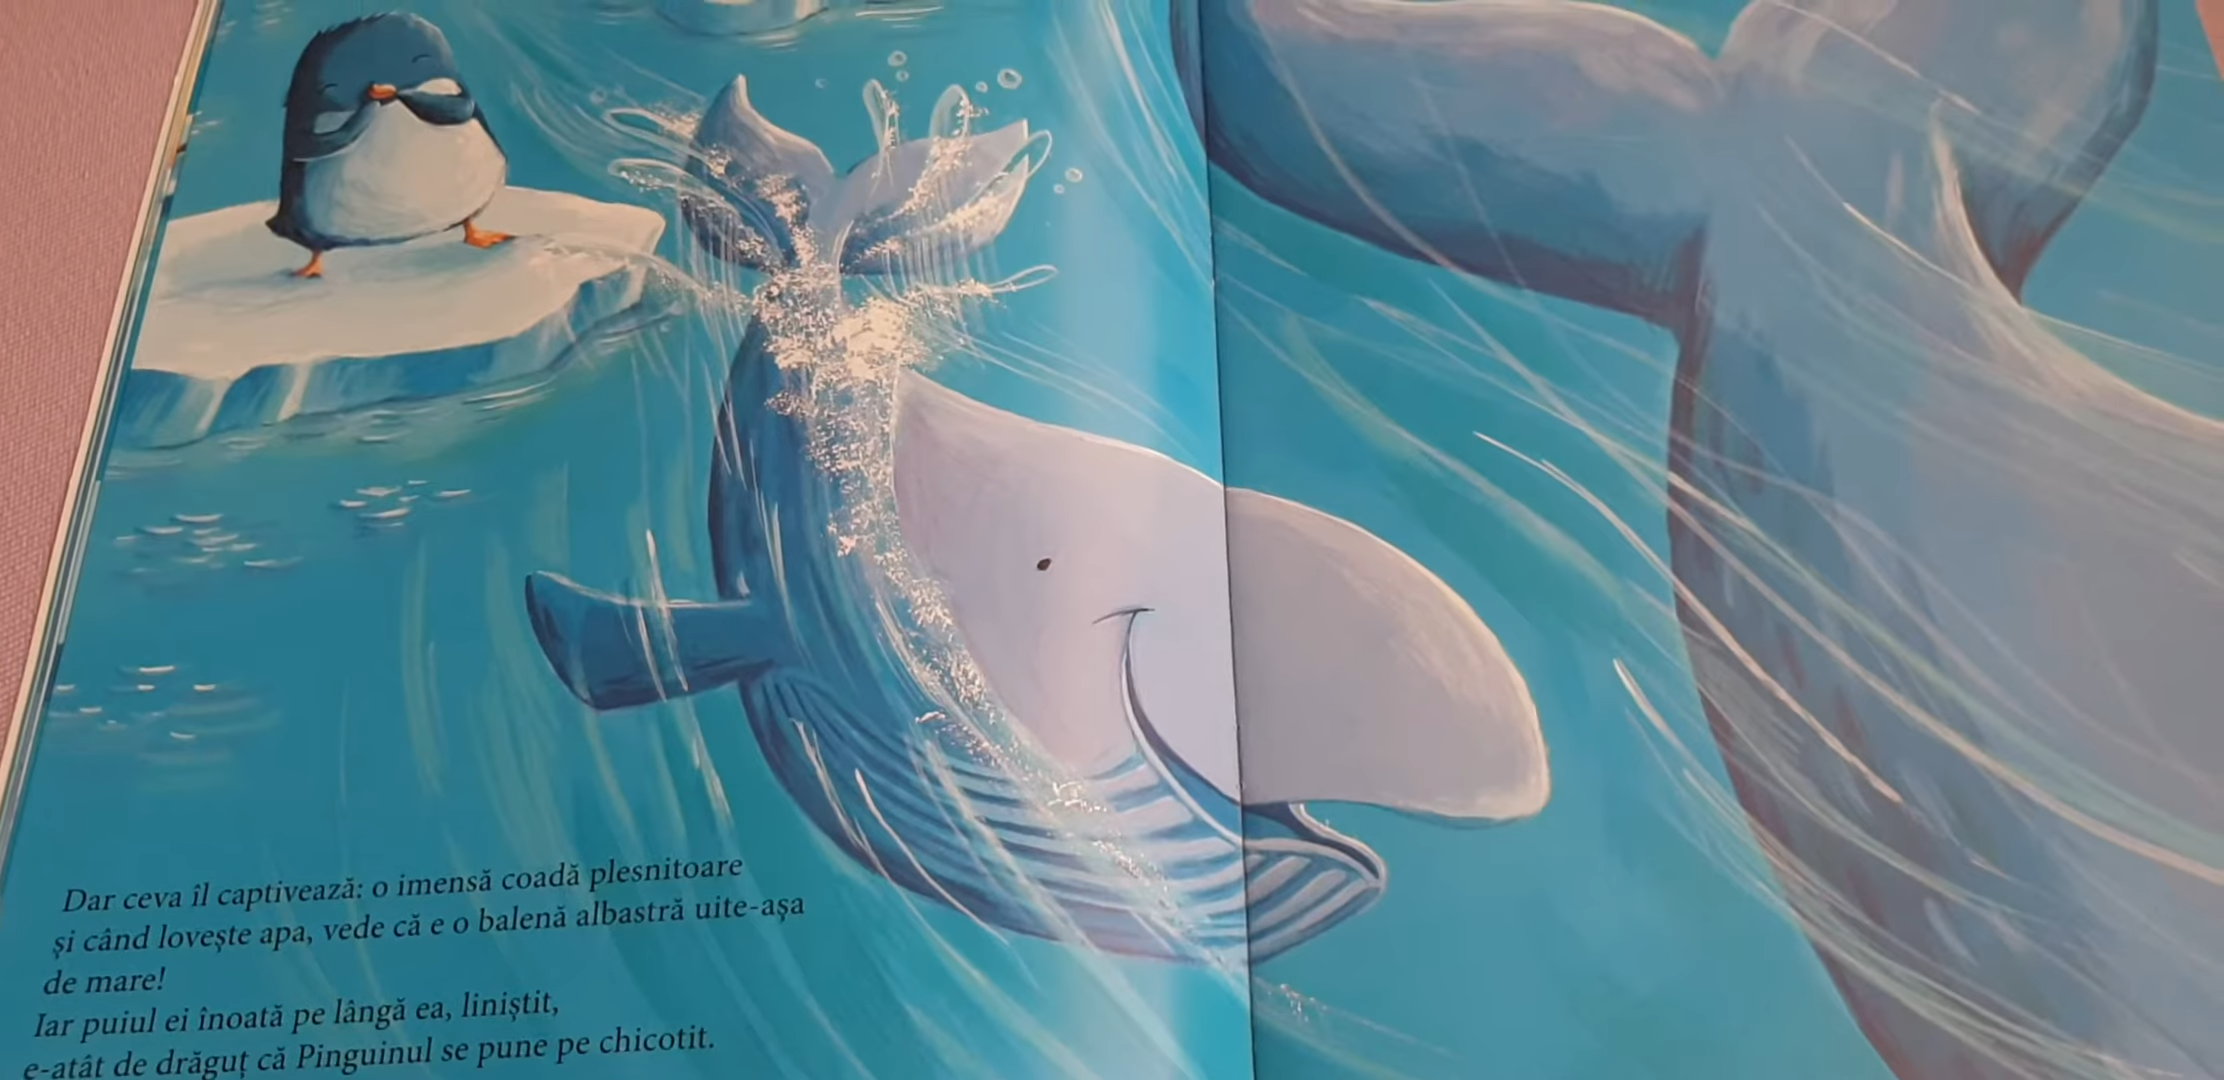 Dar ceva îl captivează: o imensă coadă plesnitoare
și când lovește apa, vede că e o balenă albastră uite-așa
de mare!
Iar puiul ei înoată pe lângă ea, liniștit,
e-atât de drăguț că Pinguinul se pune pe chicotit.